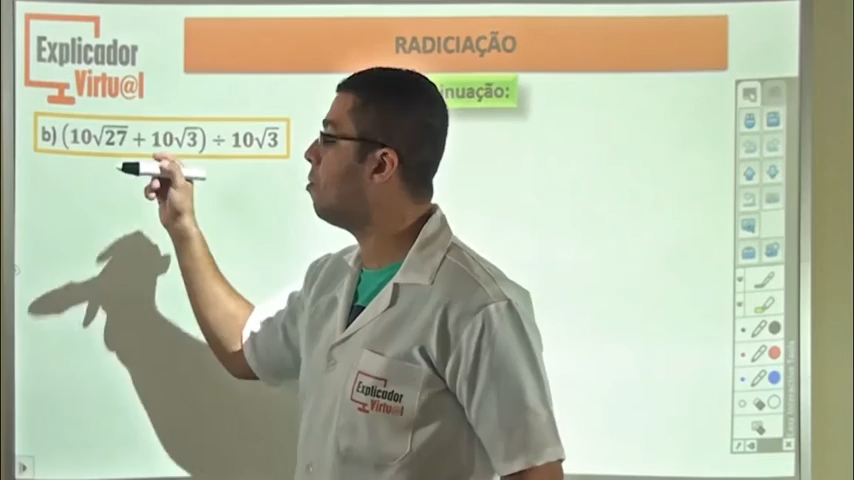 Explicador
Virtu@l
RADICIAÇÃO
inuação:
b) (10√27 + 10√3) ÷ 10√3
Explicador
Virtu@l